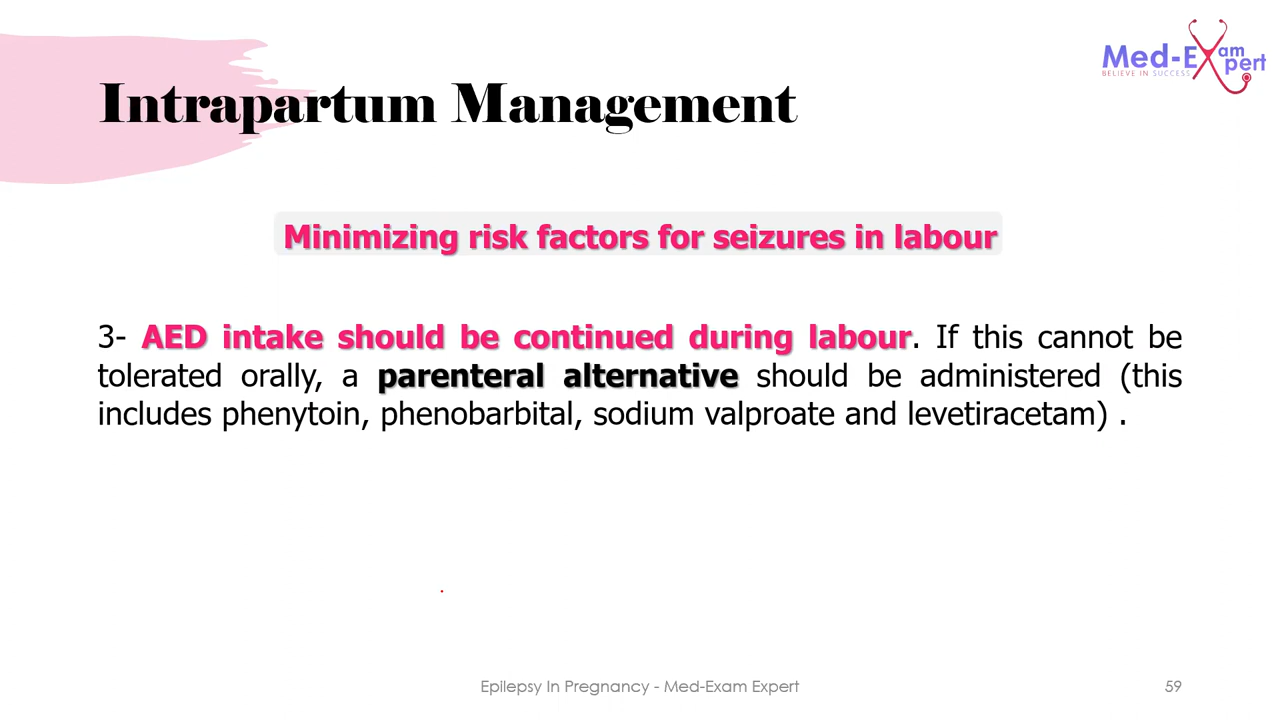 Med-Exam Expert
BELIEVE IN SUCCESS
Intrapartum Management
Minimizing risk factors for seizures in labour
3- AED intake should be continued during labour. If this cannot be
tolerated orally, a parenteral alternative should be administered (this
includes phenytoin, phenobarbital, sodium valproate and levetiracetam) .
Epilepsy In Pregnancy - Med-Exam Expert
59